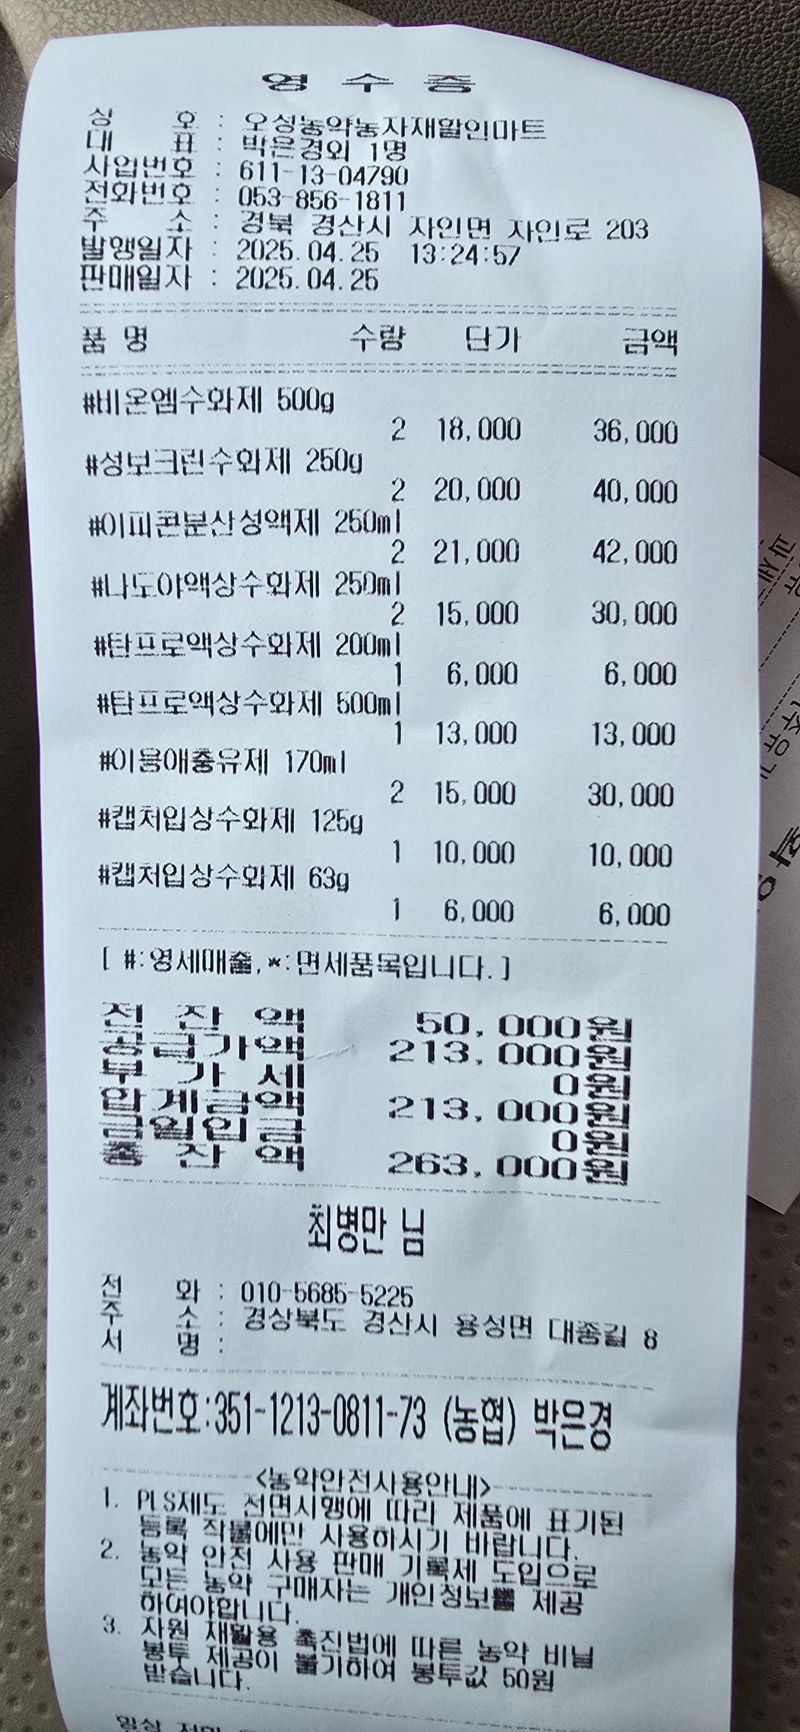 영 수 증
상 호 : 오성농약농자재할인마트
대 표 : 박은경외 1명
사업번호 : 611-13-04790
전화번호 : 053-856-1811
주 소 : 경북 경산시 자인면 자인로 203
발행일자 : 2025.04.25 13:24:57
판매일자 : 2025.04.25
품 명 수량 단가 금액
#비온엠수화제 500g
2 18,000 36,000
#성보크린수화제 250g
2 20,000 40,000
#이피콘분산성액제 250ml
2 21,000 42,000
#나도야액상수화제 250ml
2 15,000 30,000
#탄프로액상수화제 200ml
1 6,000 6,000
#탄프로액상수화제 500ml
1 13,000 13,000
#이응애충유제 170ml
2 15,000 30,000
#캡처입상수화제 125g
1 10,000 10,000
#캡처입상수화제 63g
1 6,000 6,000
[ #:영세매출,*:면세품목입니다.]
전 잔 액 50,000원
공급가액 213,000원
부 가 세 0원
합계금액 213,000원
금일입금 0원
총 잔 액 263,000원
최병만 님
전 화 : 010-5685-5225
주 소 : 경상북도 경산시 용성면 대종길 8
서 명 :
계좌번호:351-1213-0811-73 (농협) 박은경
<농약안전사용안내>
1. PLS제도 전면시행에 따라 제품에 표기된
등록 작물에만 사용하시기 바랍니다.
2. 농약 안전 사용 판매 기록제 도입으로
모든 농약 구매자는 개인정보를 제공
하여야합니다.
3. 자원 재활용 촉진법에 따른 농약 비닐
봉투 제공이 불가하여 봉투값 50원
받습니다.